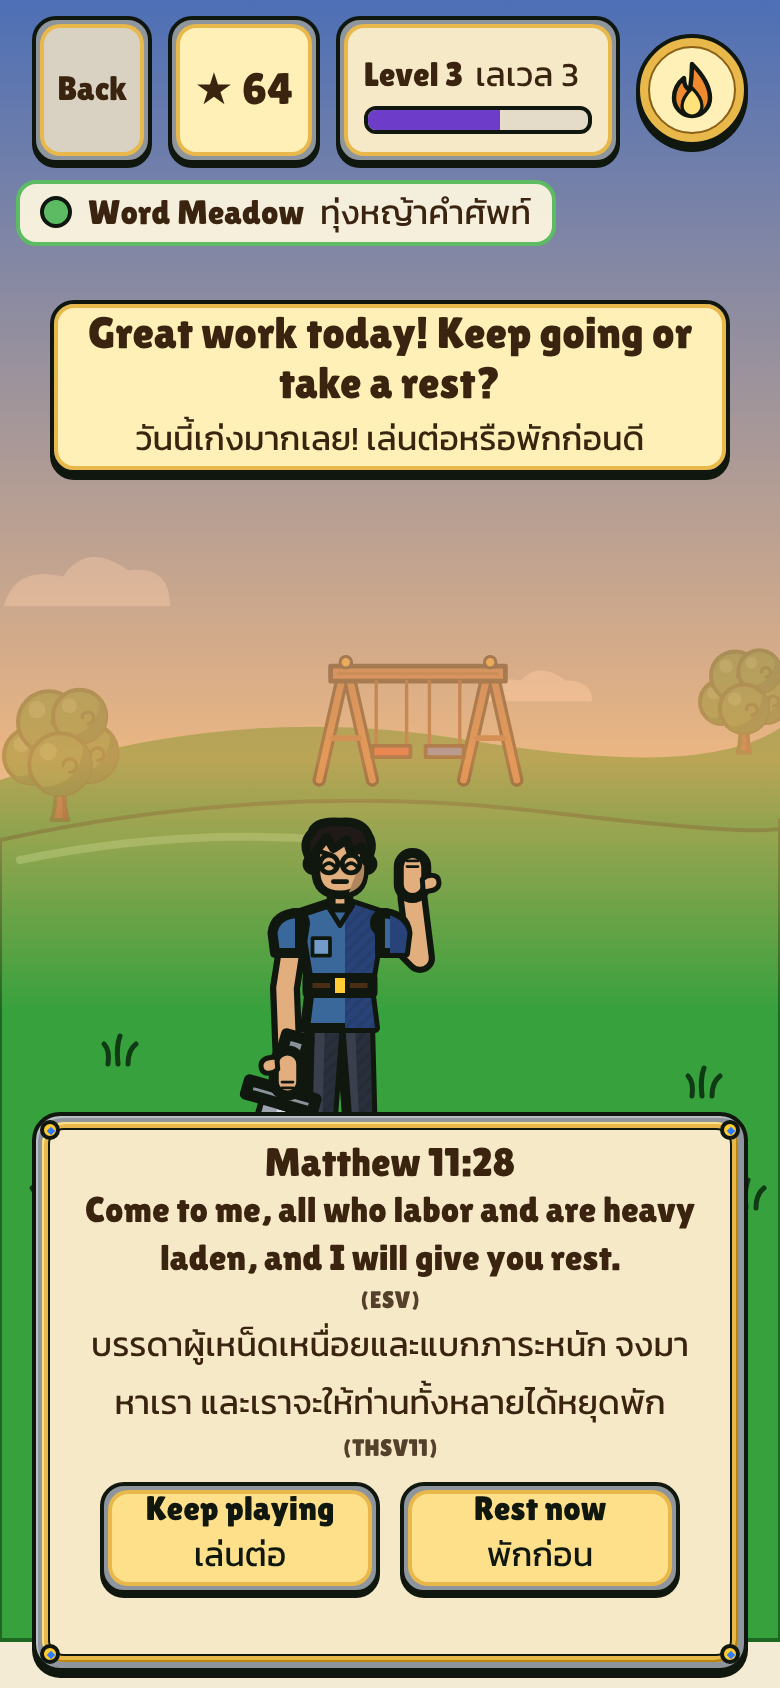 Back
★ 64
Level 3 เลเวล 3
Word Meadow ทุ่งหญ้าคำศัพท์
Great work today! Keep going or
take a rest?
วันนี้เก่งมากเลย! เล่นต่อหรือพักก่อนดี
Matthew 11:28
Come to me, all who labor and are heavy
laden, and I will give you rest.
(ESV)
บรรดาผู้เหน็ดเหนื่อยและแบกภาระหนัก จงมา
หาเรา และเราจะให้ท่านทั้งหลายได้หยุดพัก
(THSV11)
Keep playing
เล่นต่อ
Rest now
พักก่อน